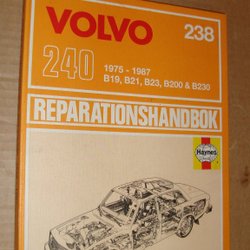 VOLVO
238
240
1975 - 1987
B19, B21, B23, B200 & B230
REPARATIONSHANDBOK
Haynes